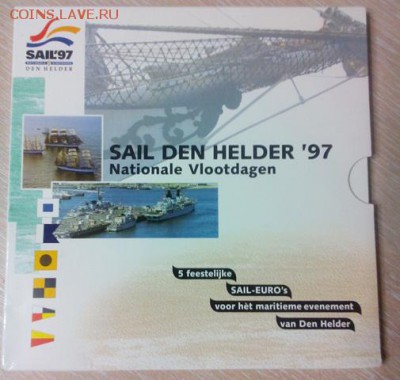 COINS.LAVE.RU
SAIL'97
DEN HELDER
SAIL DEN HELDER '97
Nationale Vlootdagen
5 feestelijke
SAIL-EURO's
voor hèt maritieme evenement
van Den Helder